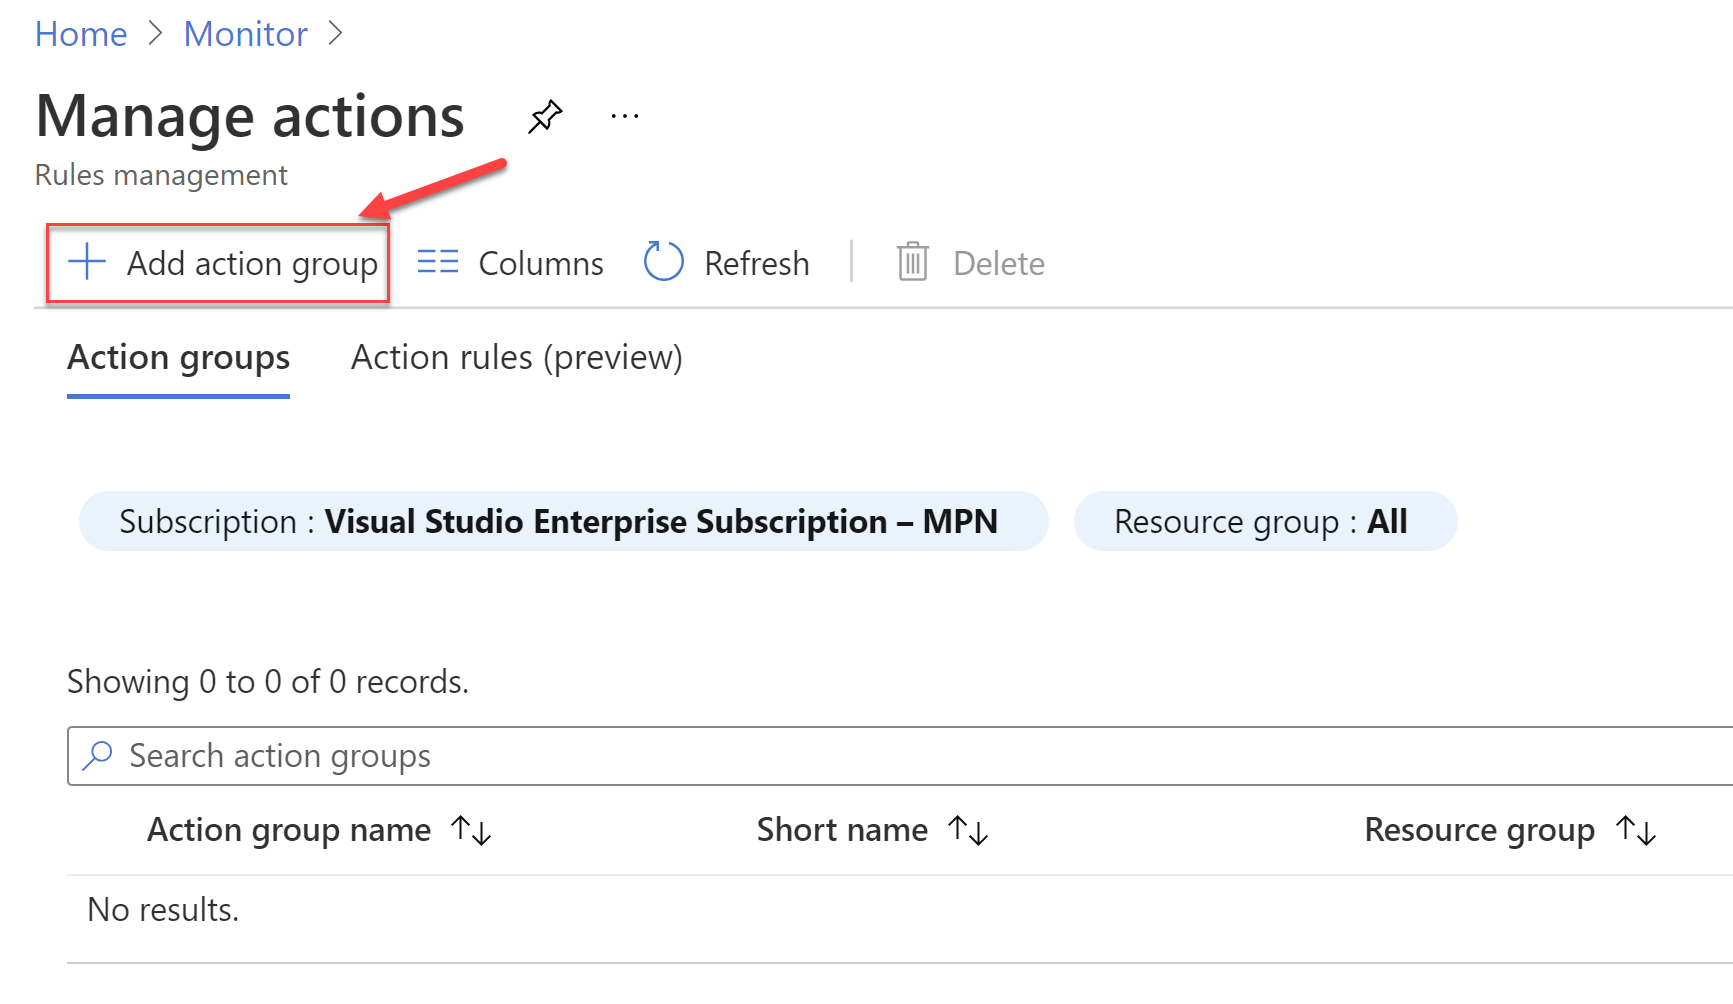 Home > Monitor >
Manage actions ...
Rules management
Add action group Columns Refresh Delete
Action groups Action rules (preview)
Subscription : Visual Studio Enterprise Subscription – MPN Resource group : All
Showing 0 to 0 of 0 records.
Search action groups
Action group name ↑↓ Short name ↑↓ Resource group ↑↓
No results.